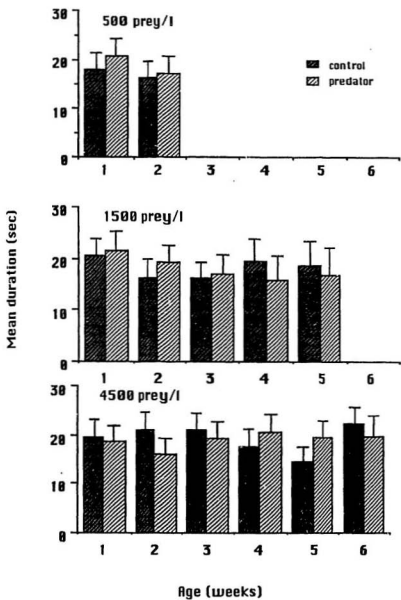 500 prey/l
30
20
10
0
control
predator
1 2 3 4 5 6
Mean duration (sec)
1500 prey/l
30
20
10
0
1 2 3 4 5 6
4500 prey/l
30
20
10
0
1 2 3 4 5 6
Age (weeks)